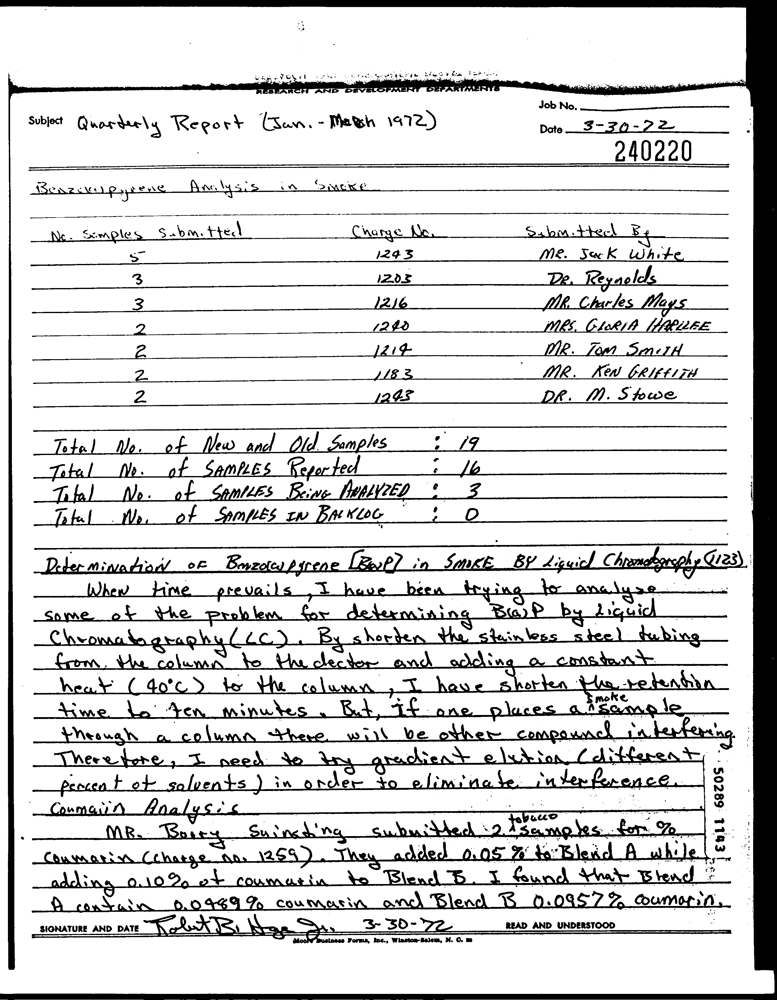 RESEARCH AND DEVELOPMENT DEPARTMENTS
Job No.
Subject Quarterly Report (Jan. - March 1972)
Date 3-30-72
240220
Benzo(a)pyrene Analysis in Smoke
No. Samples Submitted Charge No. Submitted By
5 1243 MR. Jack White
3 1203 DR. Reynolds
3 1216 MR. Charles Mays
2 1240 MRS. GLORIA HARLLEE
2 1214 MR. TOM SMITH
2 1183 MR. KEN GRIFFITH
2 1243 DR. M. Stowe
Total No. of New and Old Samples : 19
Total No. of SAMPLES Reported : 16
Total No. of SAMPLES BEING ANALYZED : 3
Total No. of SAMPLES IN BACKLOG : 0
Determination OF Benzo(a)pyrene [B(a)P] in SMOKE BY Liquid Chromatography (1123)
When time prevails, I have been trying to analyse
some of the problem for determining B(a)P by Liquid
Chromatography (LC). By shorten the stainless steel tubing
from the column to the dector and adding a constant
heat (40°C) to the column, I have shorten the retention
time to ten minutes. But, if one places a smoke sample
through a column there will be other compound interfering.
Therefore, I need to try gradient elution (different
percent of solvents) in order to eliminate interference.
Coumarin Analysis
MR. submitted 2 tobacco samples for %
coumarin (charge no. 1259). They added 0.05% to Blend A while
adding 0.10% of coumarin to Blend B. I found that Blend
A contain 0.0489% coumarin and Blend B 0.0957% coumarin.
SIGNATURE AND DATE Robert B. Jr. 3-30-72 READ AND UNDERSTOOD
Moore Business Forms, Inc., Winston-Salem, N. C.
50289 1143